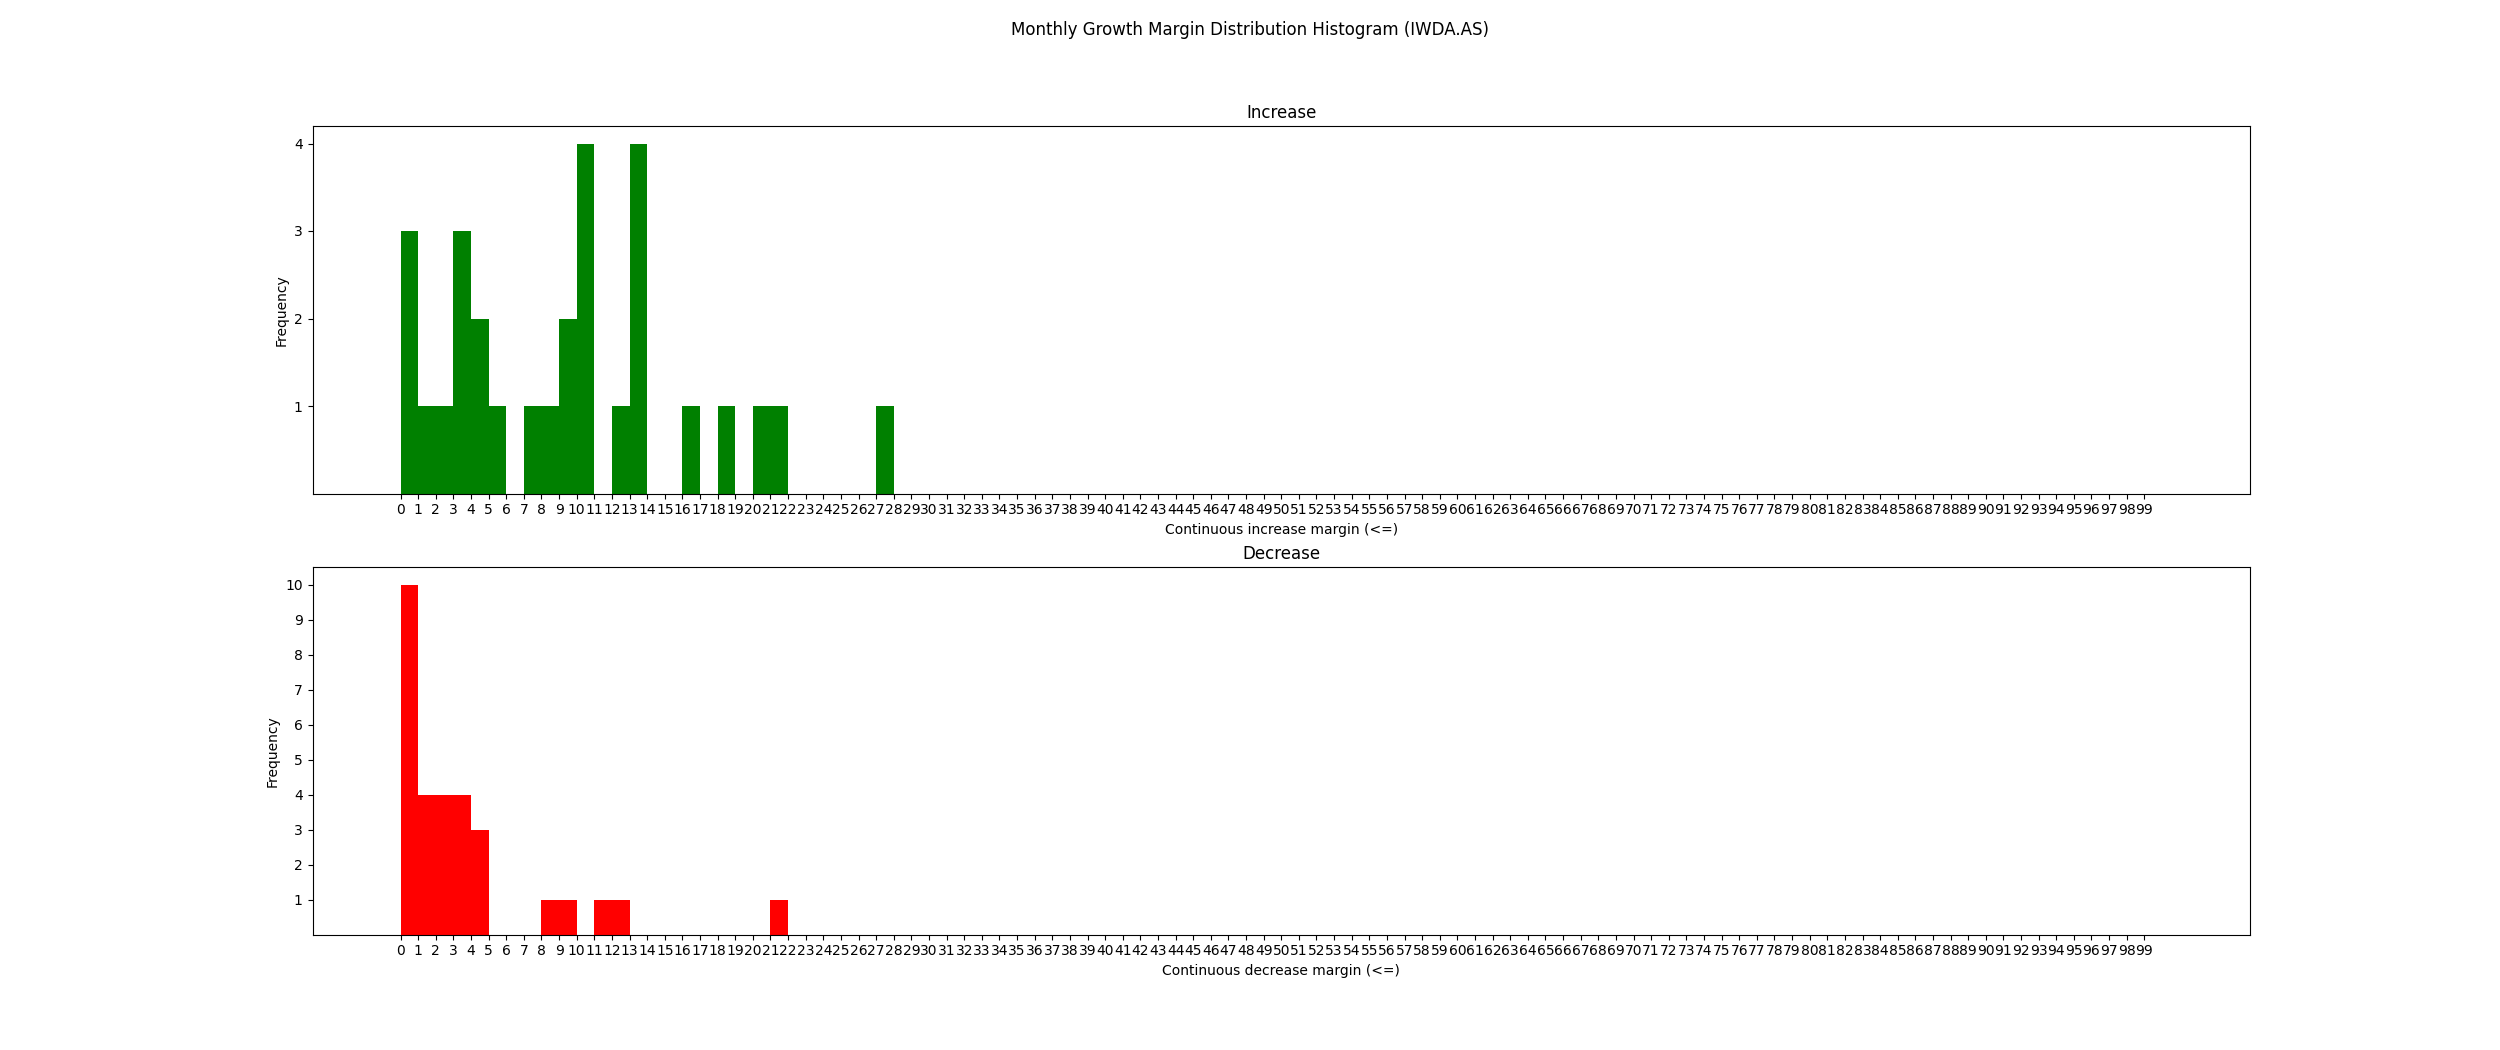 Monthly Growth Margin Distribution Histogram (IWDA.AS)
Increase
4
3
2
1
Frequency
0 1 2 3 4 5 6 7 8 9 10 11 12 13 14 15 16 17 18 19 20 21 22 23 24 25 26 27 28 29 30 31 32 33 34 35 36 37 38 39 40 41 42 43 44 45 46 47 48 49 50 51 52 53 54 55 56 57 58 59 60 61 62 63 64 65 66 67 68 69 70 71 72 73 74 75 76 77 78 79 80 81 82 83 84 85 86 87 88 89 90 91 92 93 94 95 96 97 98 99
Continuous increase margin (<=)
Decrease
10
9
8
7
6
5
4
3
2
1
Frequency
0 1 2 3 4 5 6 7 8 9 10 11 12 13 14 15 16 17 18 19 20 21 22 23 24 25 26 27 28 29 30 31 32 33 34 35 36 37 38 39 40 41 42 43 44 45 46 47 48 49 50 51 52 53 54 55 56 57 58 59 60 61 62 63 64 65 66 67 68 69 70 71 72 73 74 75 76 77 78 79 80 81 82 83 84 85 86 87 88 89 90 91 92 93 94 95 96 97 98 99
Continuous decrease margin (<=)